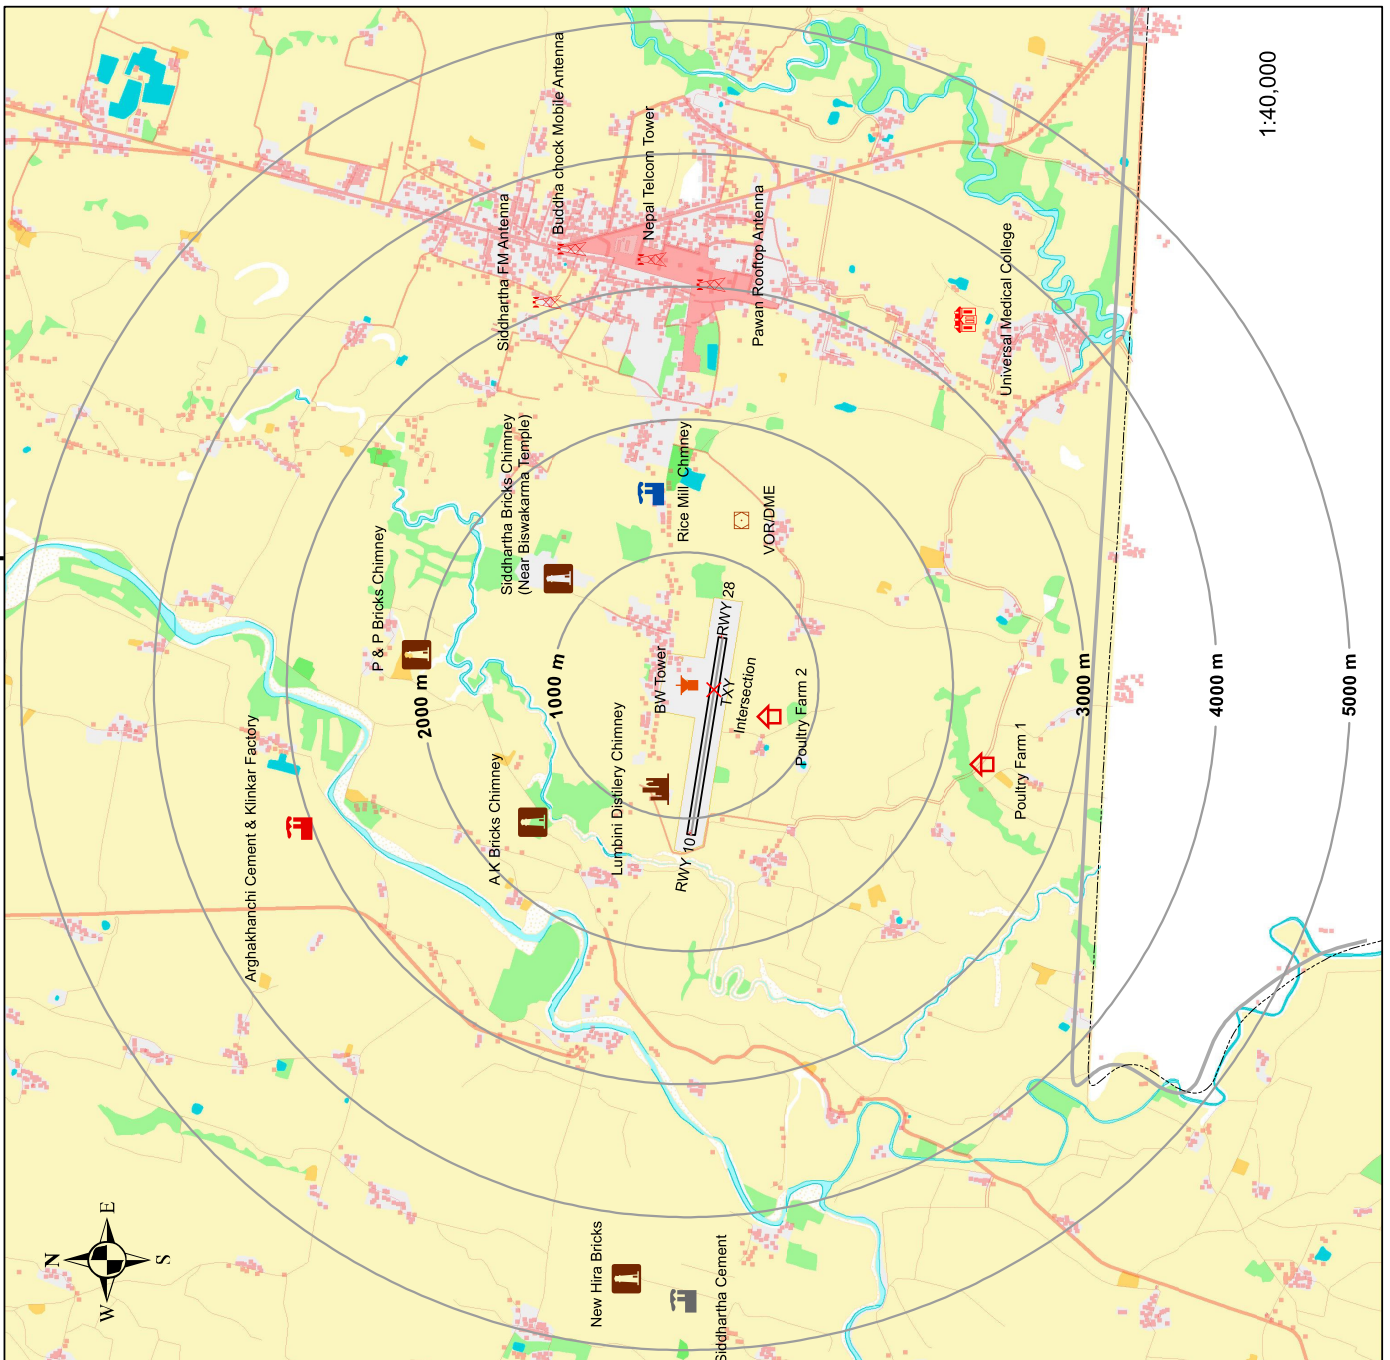 1:40,000
Buddha chock Mobile Antenna
Nepal Telcom Tower
Siddhartha FM Antenna
Pawan Rooftop Antenna
Universal Medical College
Siddhartha Bricks Chimney
(Near Biswakarma Temple)
Rice Mill Chmney
VOR/DME
P & P Bricks Chimney
RWY 28
BW Tower
TXY
Intersection
Poultry Farm 2
1000 m
2000 m
3000 m
4000 m
5000 m
Arghakhanchi Cement & Klinkar Factory
A.K Bricks Chimney
Lumbini Distilery Chimney
RWY 10
Poultry Farm 1
New Hira Bricks
Siddhartha Cement
N
E
S
W